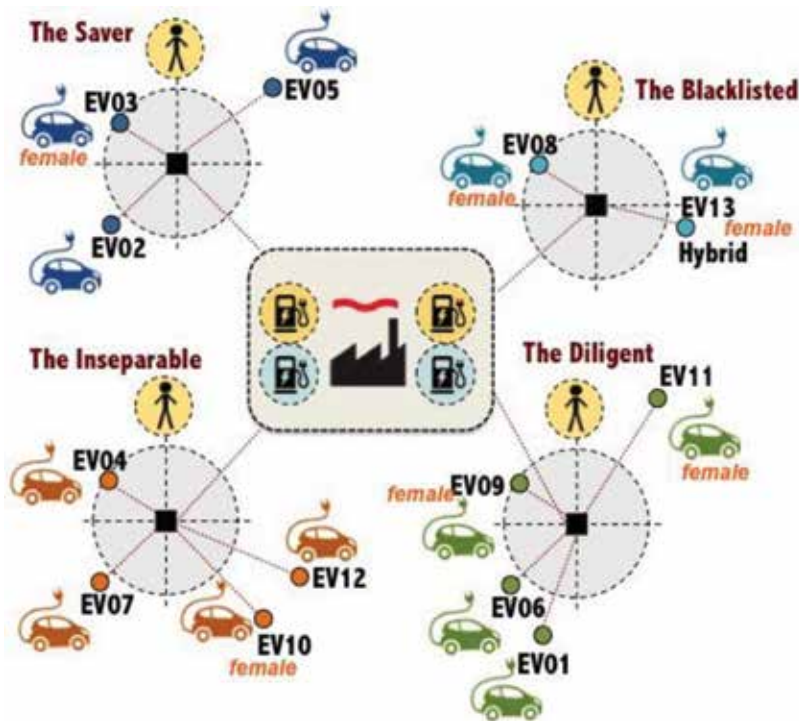 The Saver
EV05
EV03
female
EV02
The Blacklisted
EV08
female
EV13
female
Hybrid
The Inseparable
EV04
EV07
EV12
EV10
female
The Diligent
EV11
female
female
EV09
EV06
EV01